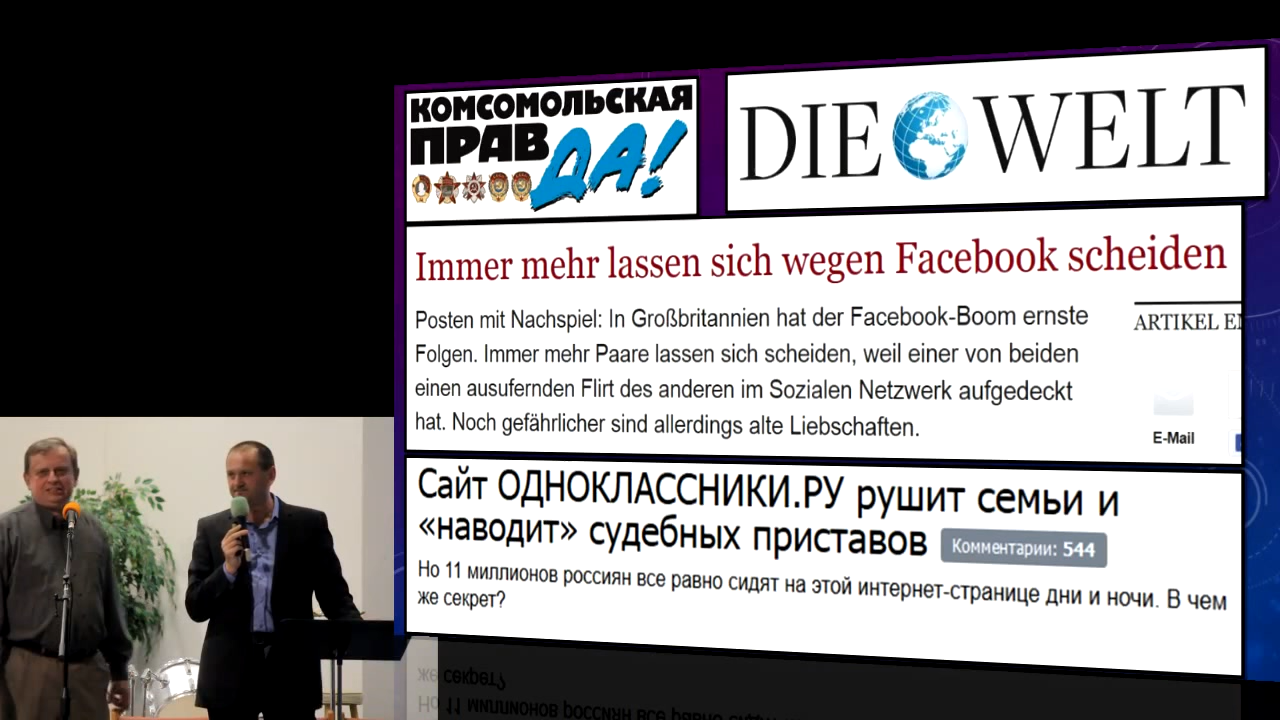 КОМСОМОЛЬСКАЯ
ПРАВДА!
DIE WELT
Immer mehr lassen sich wegen Facebook scheiden
Posten mit Nachspiel: In Großbritannien hat der Facebook-Boom ernste
Folgen. Immer mehr Paare lassen sich scheiden, weil einer von beiden
einen ausufernden Flirt des anderen im Sozialen Netzwerk aufgedeckt
hat. Noch gefährlicher sind allerdings alte Liebschaften.
ARTIKEL
E-Mail
Сайт ОДНОКЛАССНИКИ.РУ рушит семьи и
«наводит» судебных приставов Комментарии: 544
Но 11 миллионов россиян все равно сидят на этой интернет-странице дни и ночи. В чем
же секрет?